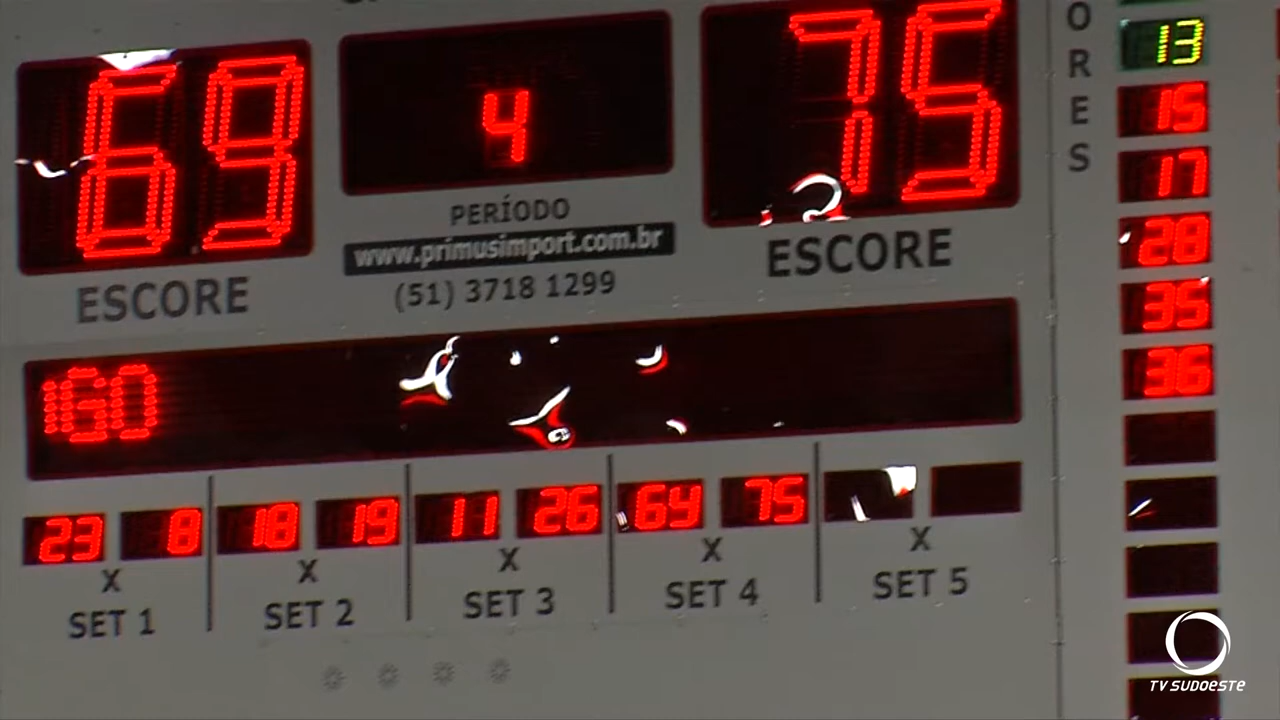 69 4 75
PERÍODO
www.primusimport.com.br
(51) 3718 1299
ESCORE ESCORE
160
23 8 18 19 11 26 69 75
X X X X X
SET 1 SET 2 SET 3 SET 4 SET 5
O
R
E
S
13
15
17
28
35
36
TV SUDOESTE